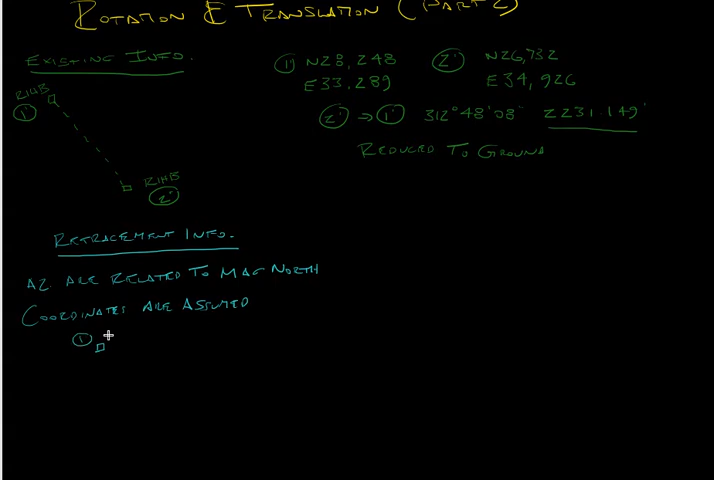 ROTATION & TRANSLATION (PART 2)
EXISTING INFO.
1' N28,248 2' N26,732
E33,289 E34,926
2' → 1' 312°48'08" 2231.149'
REDUCED TO GROUND
RIHB
1'
RIHB
2'
RETRACEMENT INFO.
AZ. ARE RELATED TO MAG NORTH
COORDINATES ARE ASSUMED
1